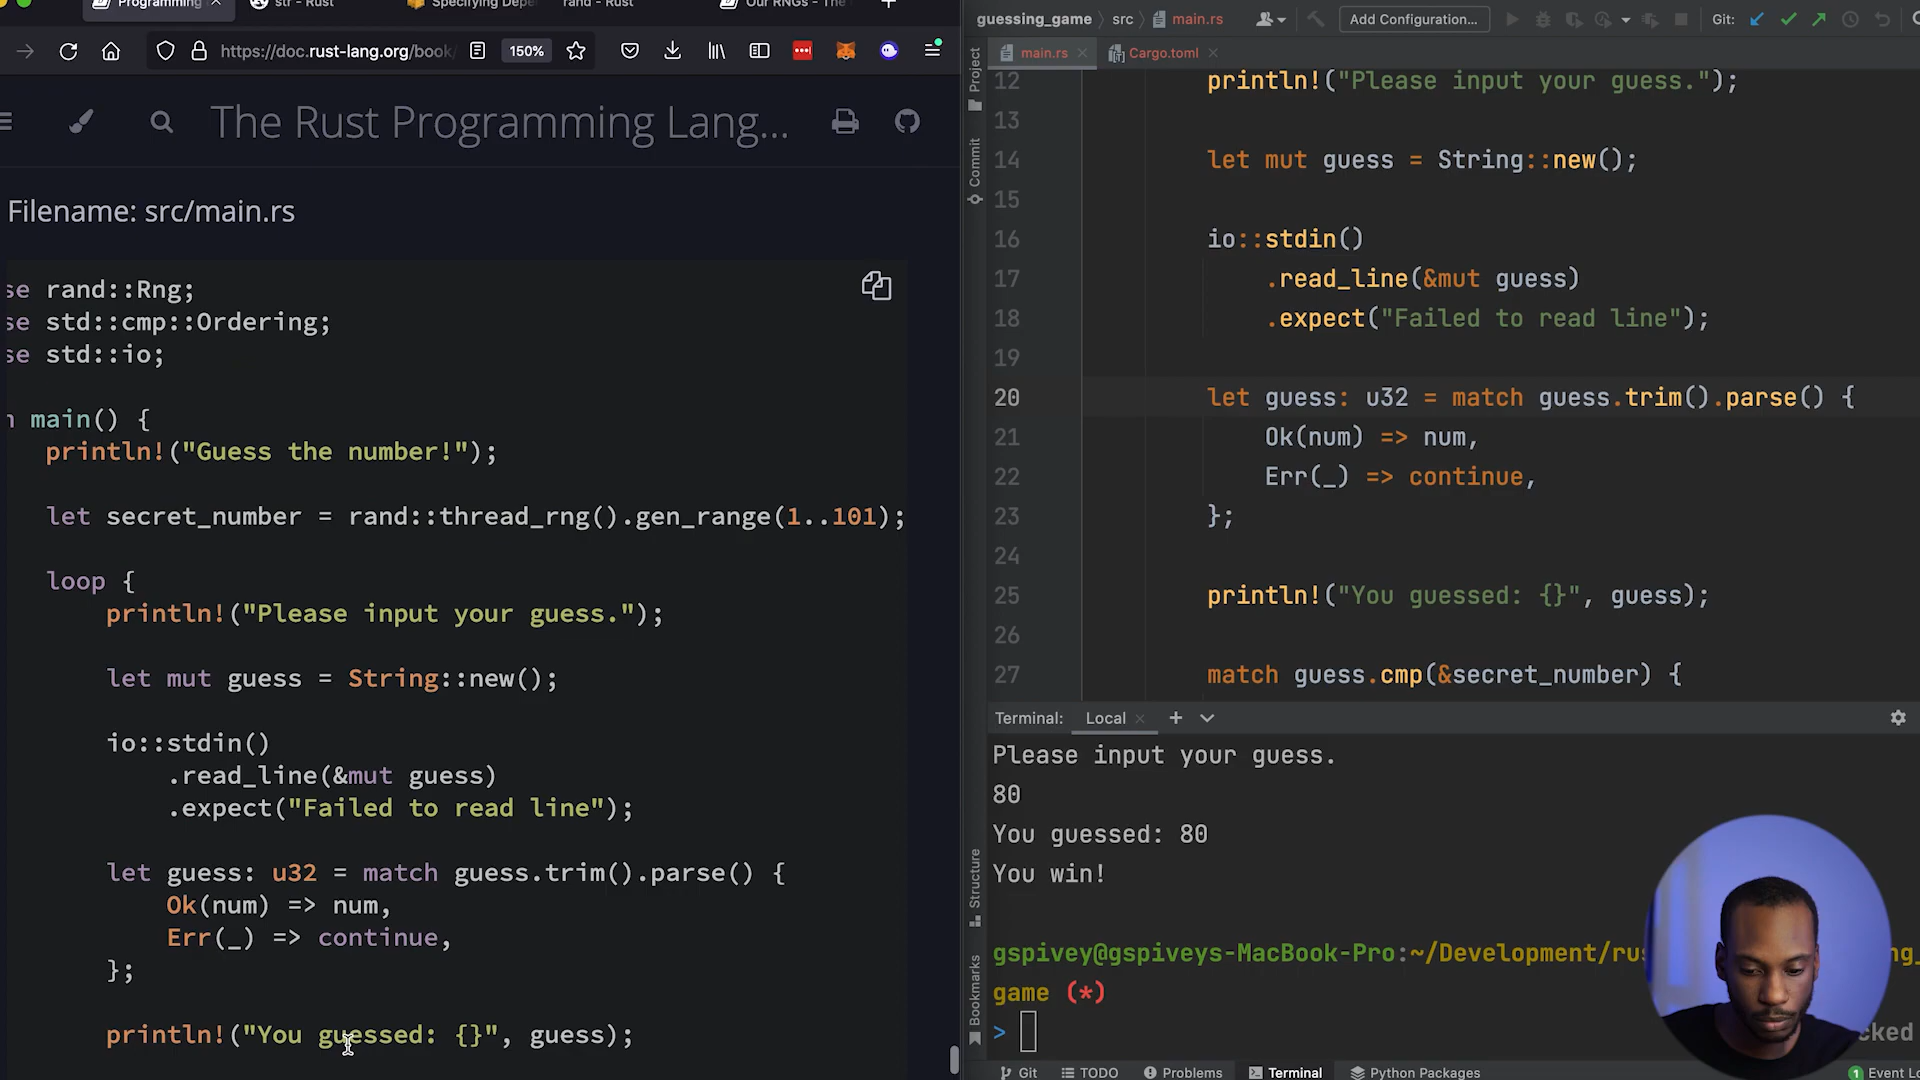 Programming
str - Rust
Specifying Depe
rand - Rust
Our RNGs - The
https://doc.rust-lang.org/book/
150%
The Rust Programming Lang...
Filename: src/main.rs
se rand::Rng;
se std::cmp::Ordering;
se std::io;
n main() {
println!("Guess the number!");
let secret_number = rand::thread_rng().gen_range(1..101);
loop {
println!("Please input your guess.");
let mut guess = String::new();
io::stdin()
.read_line(&mut guess)
.expect("Failed to read line");
let guess: u32 = match guess.trim().parse() {
Ok(num) => num,
Err(_) => continue,
};
println!("You guessed: {}", guess);
guessing_game
src
main.rs
Add Configuration...
Git:
main.rs
Cargo.toml
Project
Commit
Structure
Bookmarks
12 println!("Please input your guess.");
13
14 let mut guess = String::new();
15
16 io::stdin()
17 .read_line(&mut guess)
18 .expect("Failed to read line");
19
20 let guess: u32 = match guess.trim().parse() {
21 Ok(num) => num,
22 Err(_) => continue,
23 };
24
25 println!("You guessed: {}", guess);
26
27 match guess.cmp(&secret_number) {
Terminal: Local
Please input your guess.
80
You guessed: 80
You win!
gspivey@gspiveys-MacBook-Pro:~/Development/rus
game (*)
>
cked
Git
TODO
Problems
Terminal
Python Packages
1 Event Lo